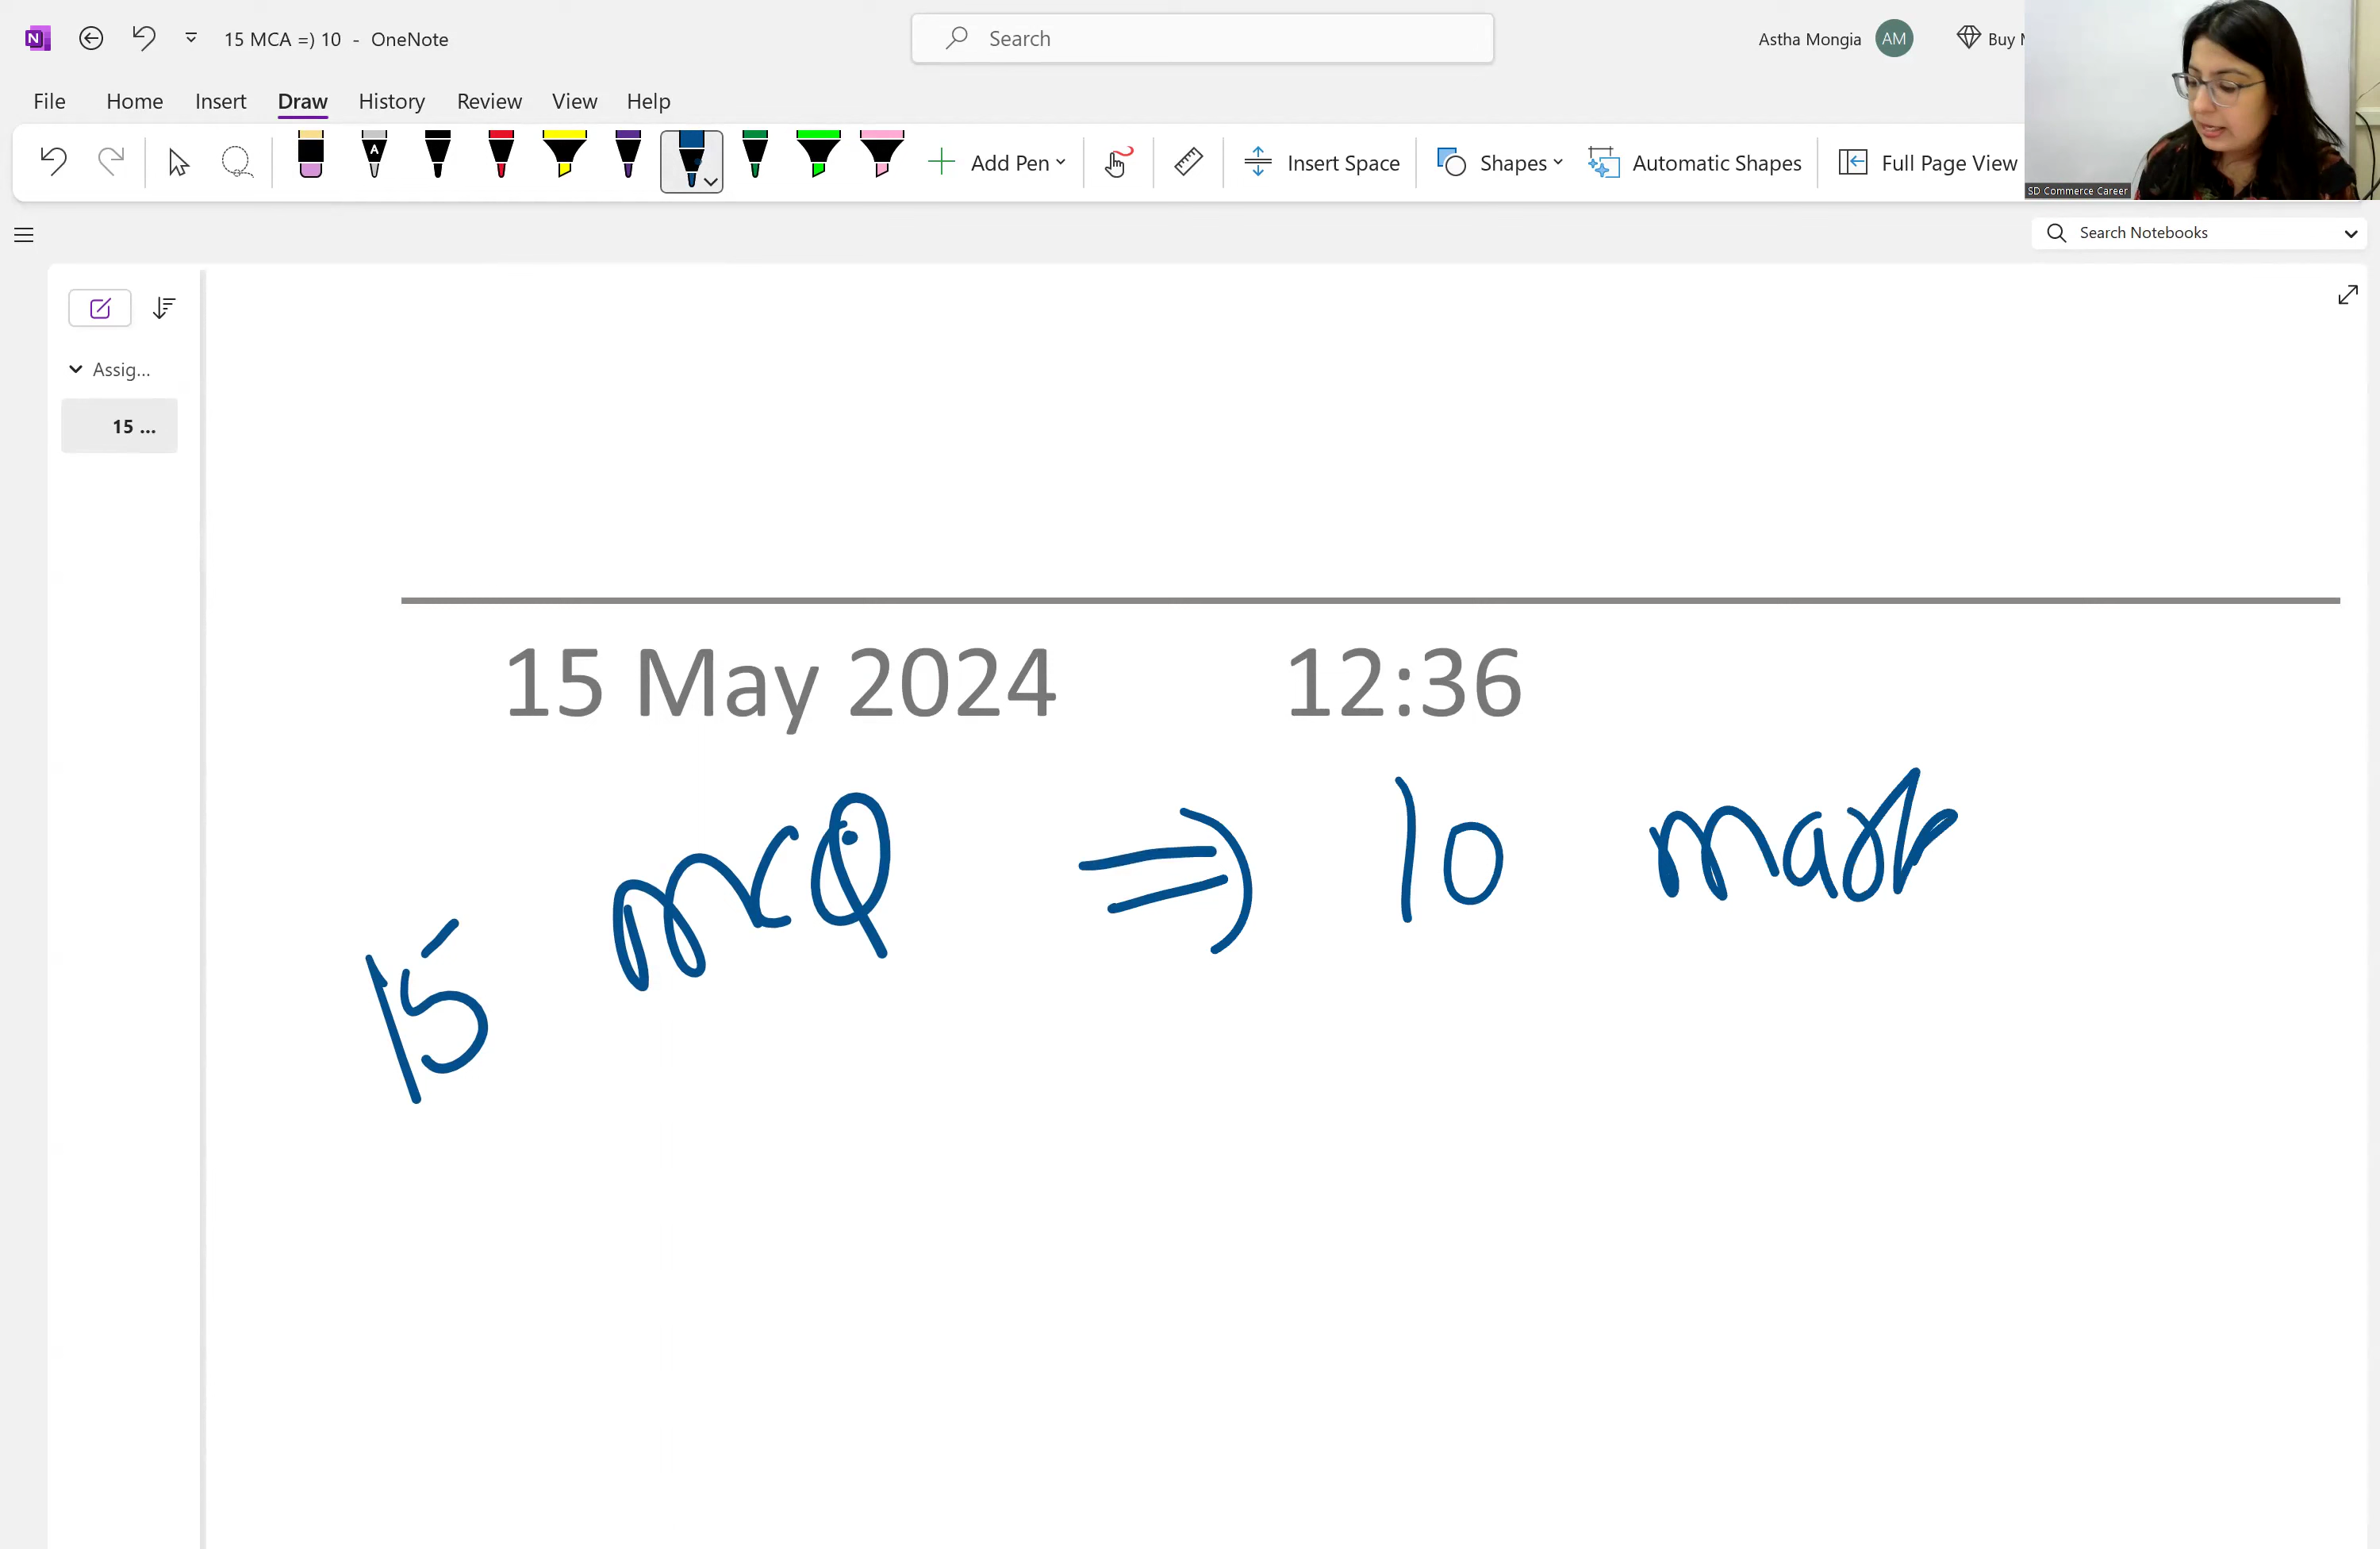 15 MCA =) 10 - OneNote
Search
Astha Mongia AM Buy
File Home Insert Draw History Review View Help
A Add Pen Insert Space Shapes Automatic Shapes Full Page View
SD Commerce Career
Search Notebooks
Assig...
15 ...
15 May 2024 12:36
15 MCQ => 10 mark